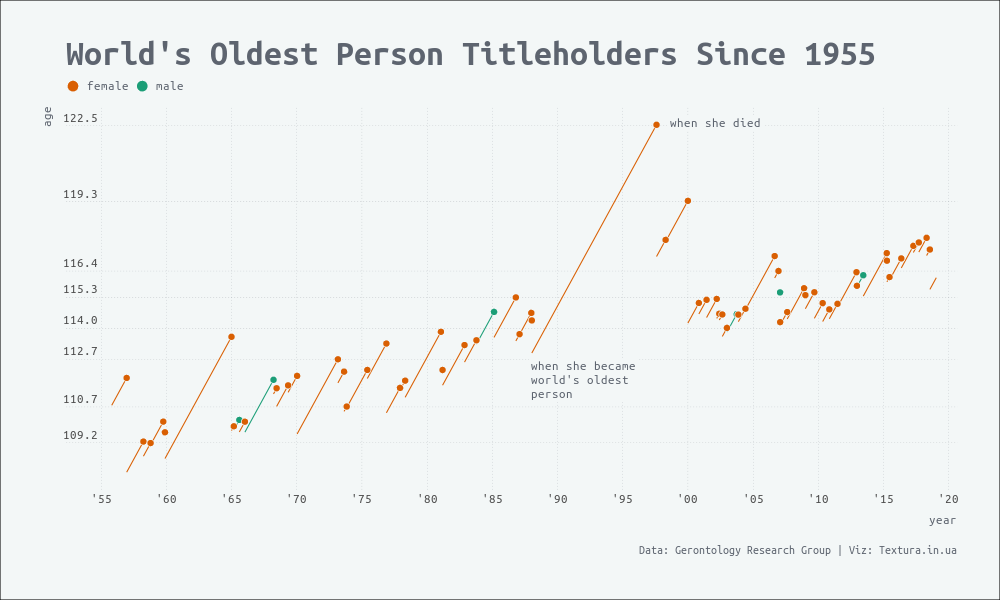 World's Oldest Person Titleholders Since 1955
female male
age
122.5
when she died
119.3
116.4
115.3
114.0
112.7
when she became
world's oldest
person
110.7
109.2
'55 '60 '65 '70 '75 '80 '85 '90 '95 '00 '05 '10 '15 '20
year
Data: Gerontology Research Group | Viz: Textura.in.ua